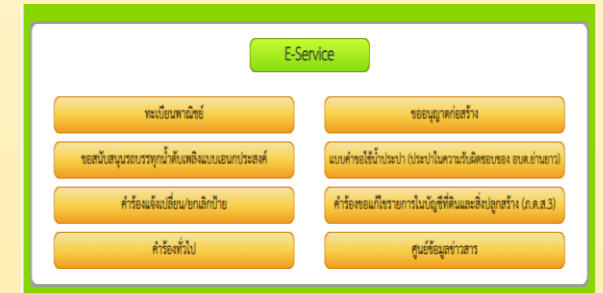 E-Service
ทะเบียนพาณิชย์
ขออนุญาตก่อสร้าง
ขอสนับสนุนรถบรรทุกน้ำดับเพลิงแบบเอนกประสงค์
แบบคำขอใช้น้ำประปา (ประปาในความรับผิดชอบของ อบต.ย่านยาว)
คำร้องแจ้งเปลี่ยน/ยกเลิกป้าย
คำร้องขอแก้ไขรายการในบัญชีที่ดินและสิ่งปลูกสร้าง (ภ.ด.ส.3)
คำร้องทั่วไป
ศูนย์ข้อมูลข่าวสาร